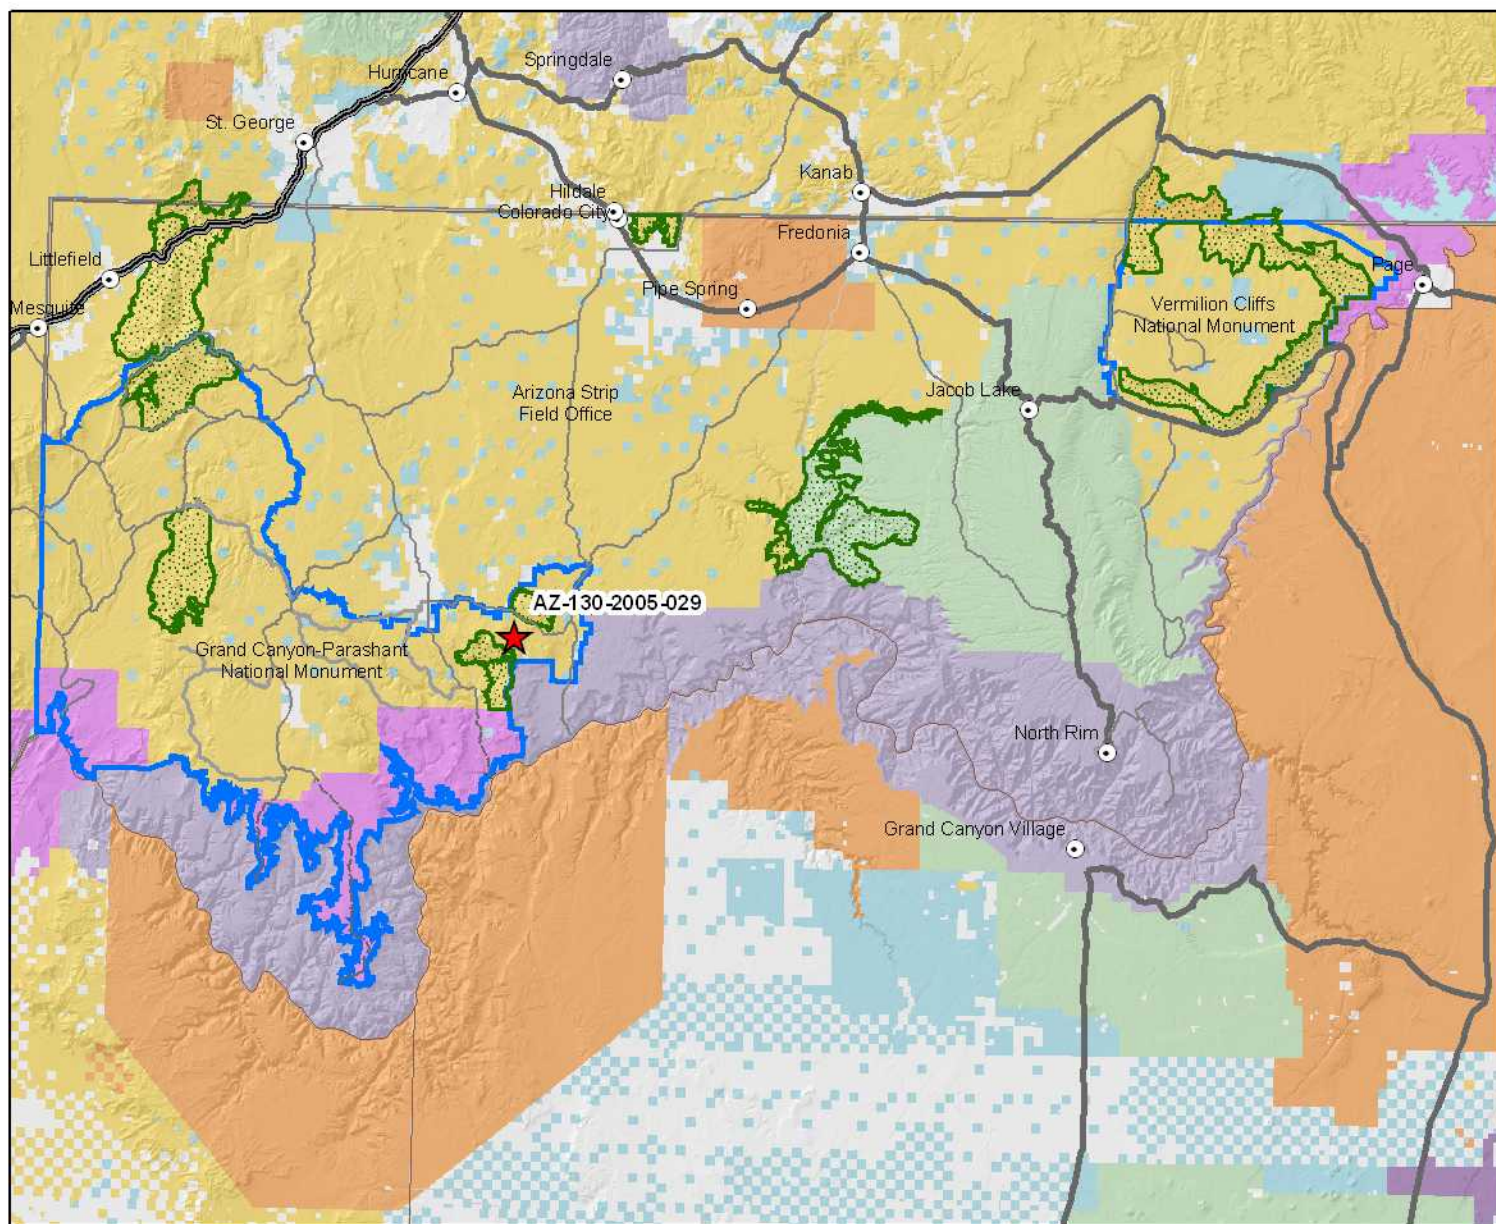 Springdale
Hurricane
St. George
Kanab
Hildale
Colorado City
Fredonia
Littlefield
Page
Pipe Spring
Mesquite
Vermilion Cliffs
National Monument
Arizona Strip
Field Office
Jacob Lake
AZ-130-2005-029
Grand Canyon-Parashant
National Monument
North Rim
Grand Canyon Village